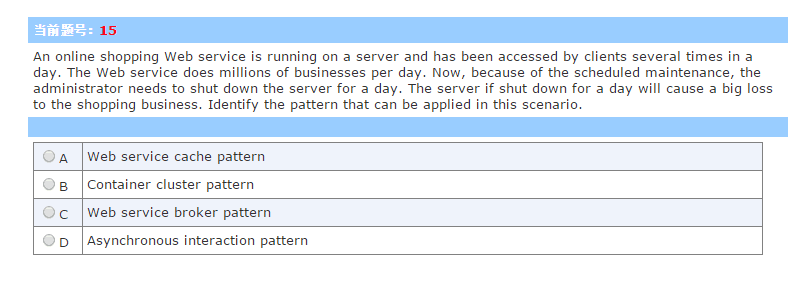 当前题号：15
An online shopping Web service is running on a server and has been accessed by clients several times in a
day. The Web service does millions of businesses per day. Now, because of the scheduled maintenance, the
administrator needs to shut down the server for a day. The server if shut down for a day will cause a big loss
to the shopping business. Identify the pattern that can be applied in this scenario.
A Web service cache pattern
B Container cluster pattern
C Web service broker pattern
D Asynchronous interaction pattern